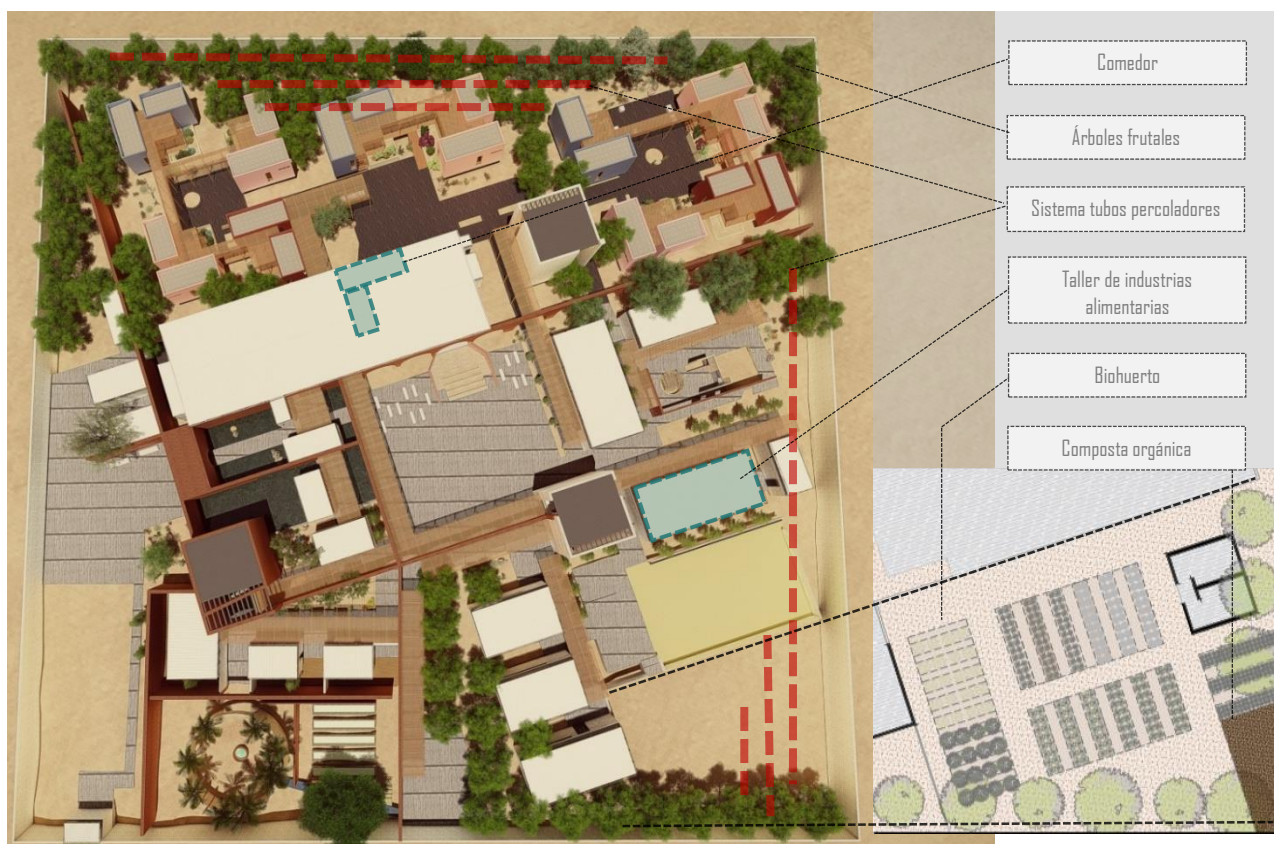 Comedor
Árboles frutales
Sistema tubos percoladores
Taller de industrias
alimentarias
Biohuerto
Composta orgánica